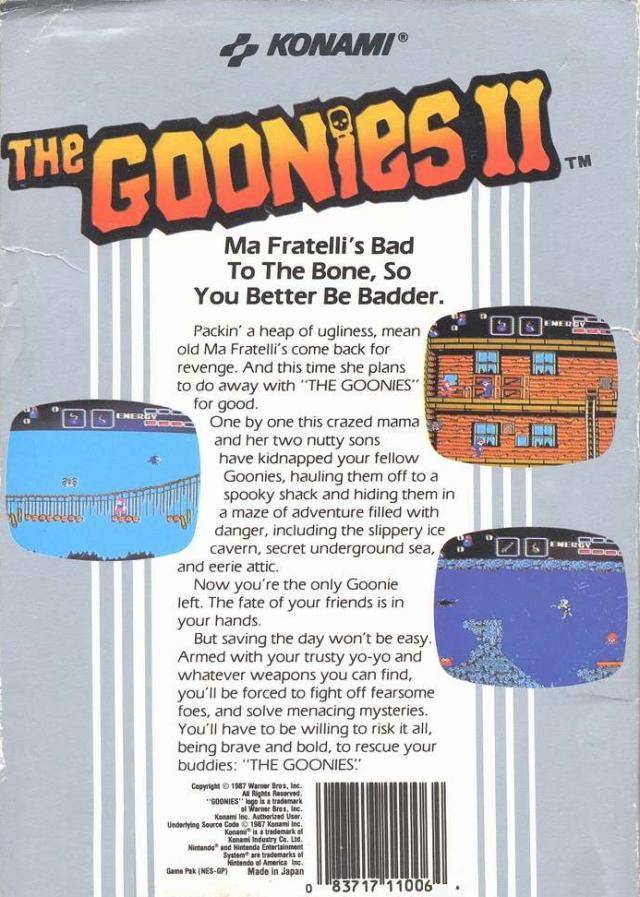 KONAMI®
THE GOONIES II ™
Ma Fratelli's Bad
To The Bone, So
You Better Be Badder.
Packin' a heap of ugliness, mean
old Ma Fratelli's come back for
revenge. And this time she plans
to do away with "THE GOONIES"
for good.
One by one this crazed mama
and her two nutty sons
have kidnapped your fellow
Goonies, hauling them off to a
spooky shack and hiding them in
a maze of adventure filled with
danger, including the slippery ice
cavern, secret underground sea,
and eerie attic.
Now you're the only Goonie
left. The fate of your friends is in
your hands.
But saving the day won't be easy.
Armed with your trusty yo-yo and
whatever weapons you can find,
you'll be forced to fight off fearsome
foes, and solve menacing mysteries.
You'll have to be willing to risk it all,
being brave and bold, to rescue your
buddies: "THE GOONIES."
ENERGY
ENERGY
ENERGY
Copyright © 1987 Warner Bros, Inc.
All Rights Reserved.
"GOONIES" logo is a trademark
of Warner Bros, Inc.
Konami Inc. Authorized User.
Underlying Source Code © 1987 Konami Inc.
Konami® is a trademark of
Konami Industry Co. Ltd.
Nintendo® and Nintendo Entertainment
System® are trademarks of
Nintendo of America Inc.
Game Pak (NES-GP) Made in Japan
0 83717 11006